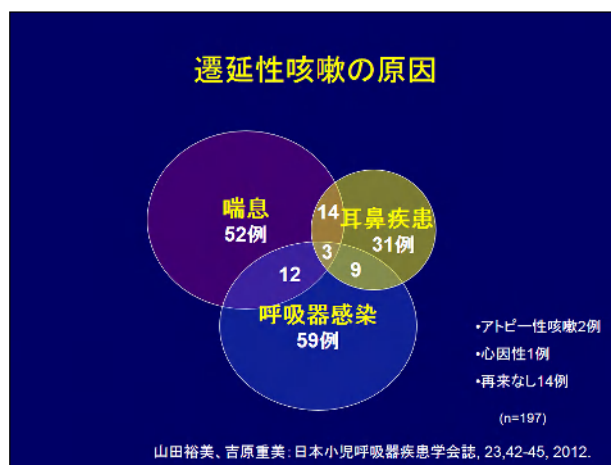 遷延性咳嗽の原因
喘息
52例
14
耳鼻疾患
31例
3
12
9
呼吸器感染
59例
•アトピー性咳嗽2例
•心因性1例
•再来なし14例
(n=197)
山田裕美、吉原重美：日本小児呼吸器疾患学会誌, 23,42-45, 2012.